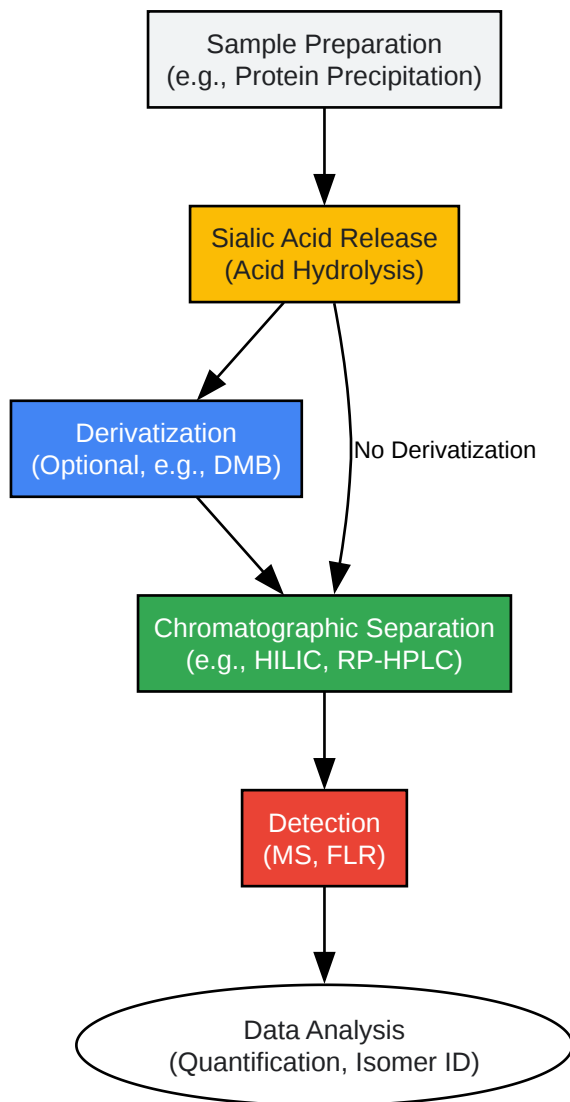 Sample Preparation
(e.g., Protein Precipitation)
Sialic Acid Release
(Acid Hydrolysis)
Derivatization
(Optional, e.g., DMB)
No Derivatization
Chromatographic Separation
(e.g., HILIC, RP-HPLC)
Detection
(MS, FLR)
Data Analysis
(Quantification, Isomer ID)